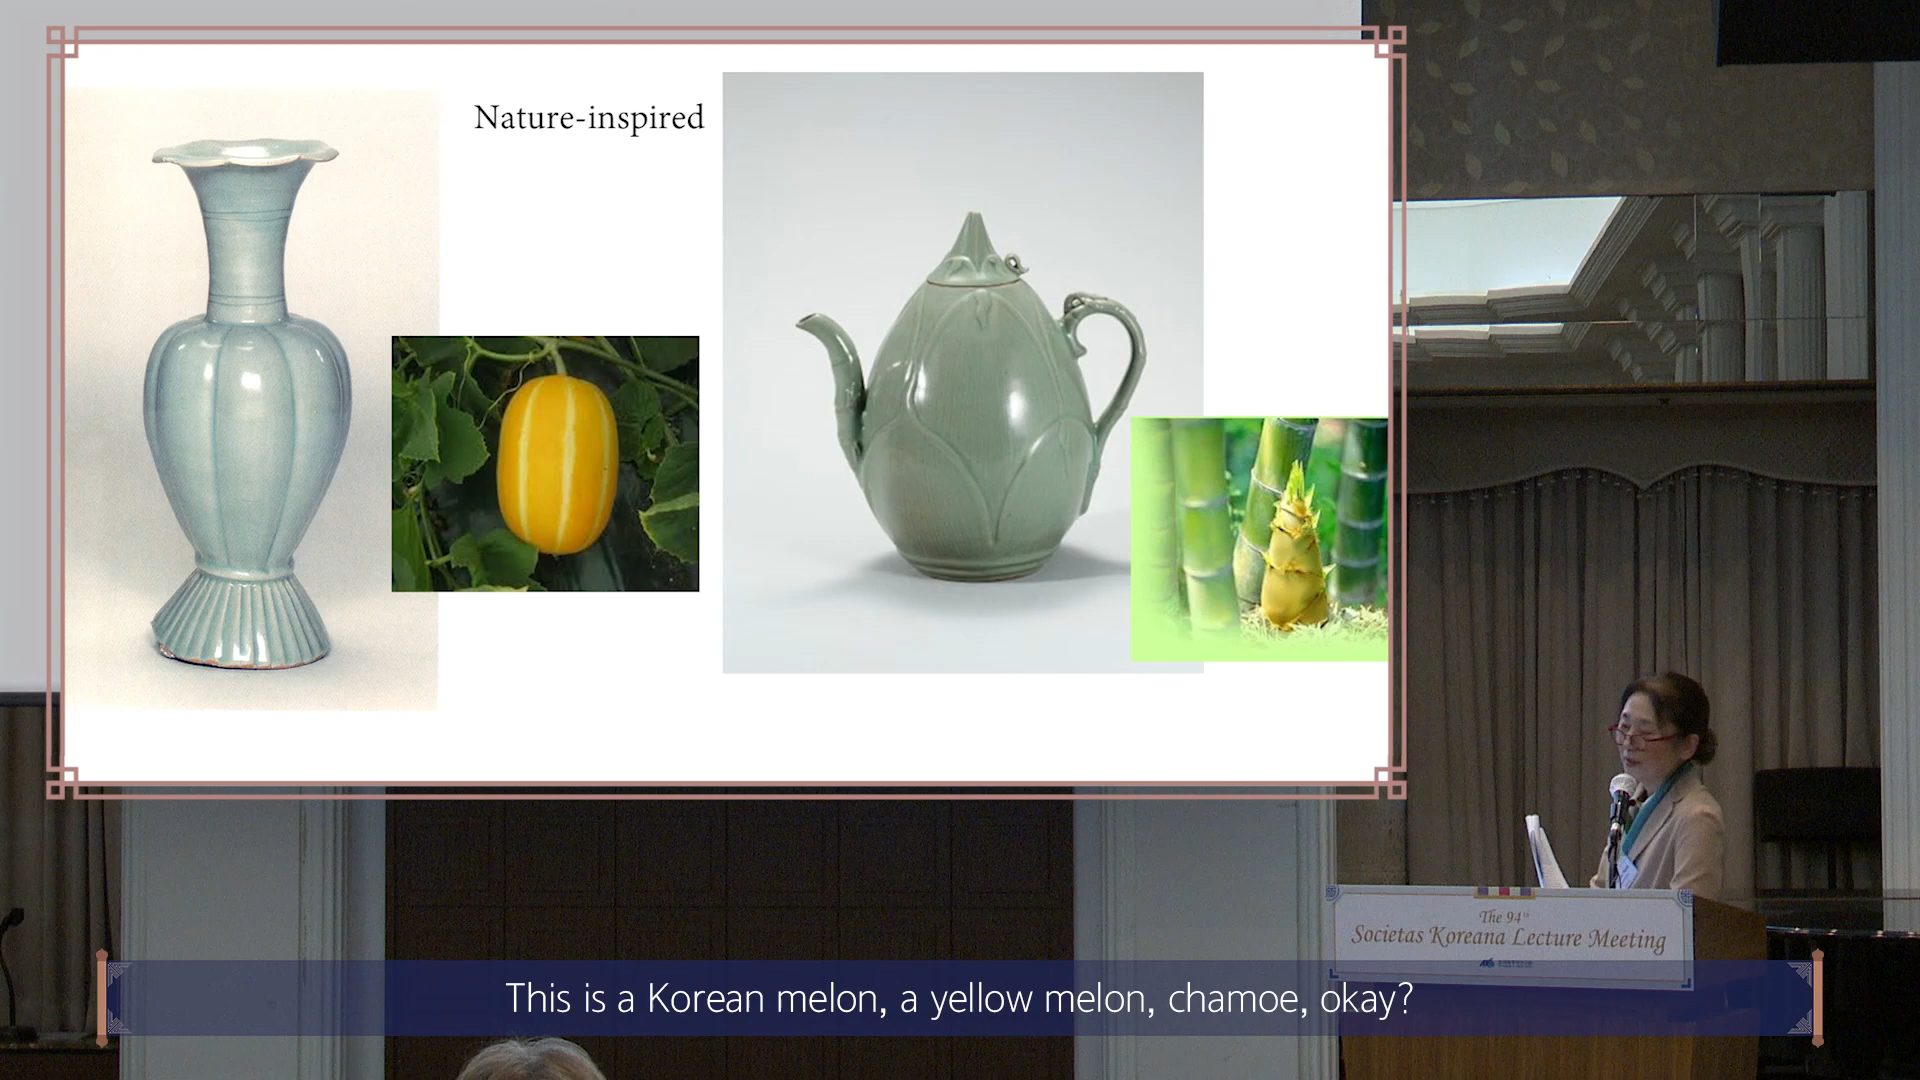 Nature-inspired
The 94th
Societas Koreana Lecture Meeting
This is a Korean melon, a yellow melon, chamoe, okay?